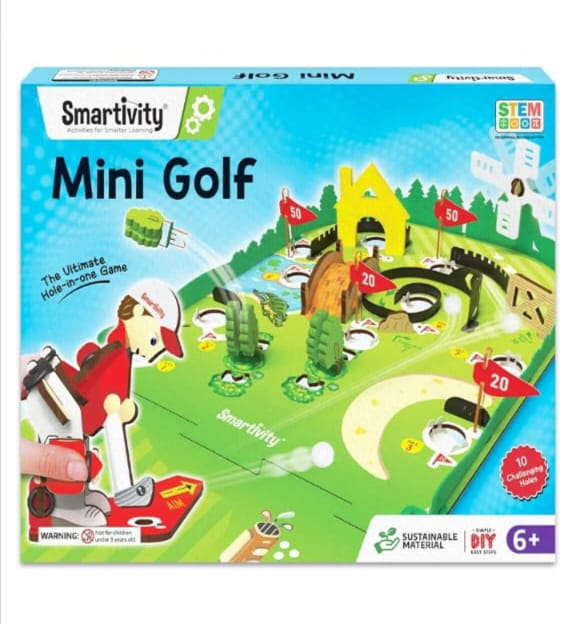 Mini Golf
Smartivity
Smartivity
Activities for Smarter Learning
STEM
Mini Golf
The Ultimate
Hole-in-one Game
50
50
20
20
Smartivity
Smartivity
AIM
10
Challenging
Holes
WARNING: Not for children
under 3 years old
SUSTAINABLE
MATERIAL
SIMPLE
DIY
EASY STEPS
6+